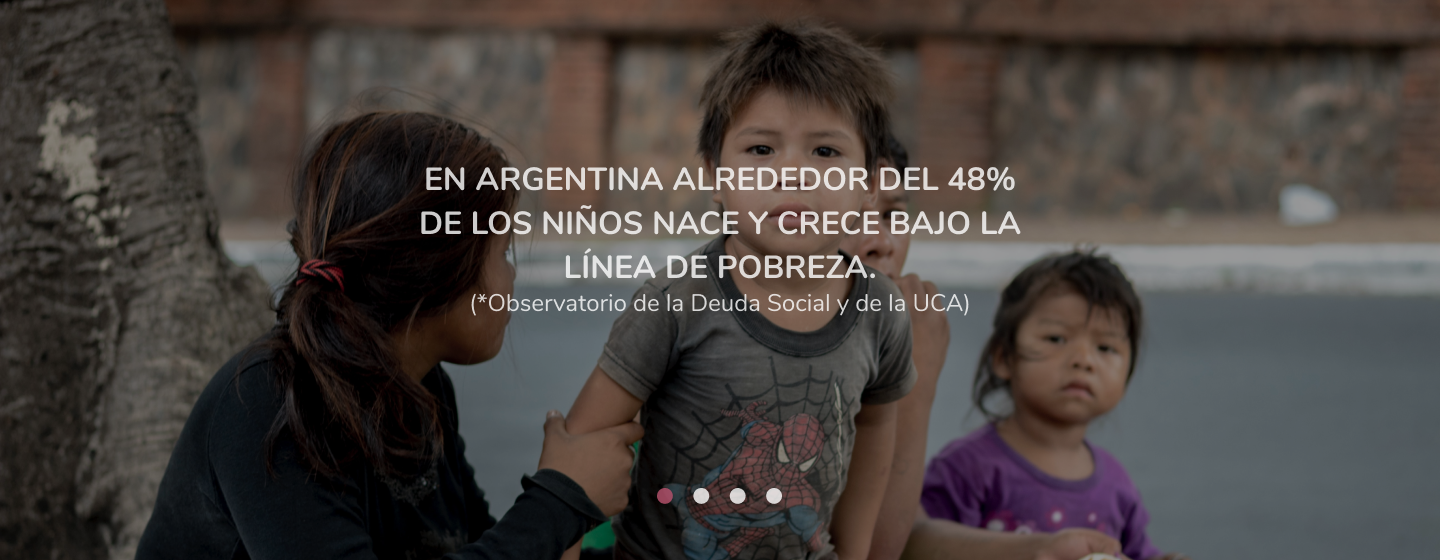 EN ARGENTINA ALREDEDOR DEL 48%
DE LOS NIÑOS NACE Y CRECE BAJO LA
LÍNEA DE POBREZA.
(*Observatorio de la Deuda Social y de la UCA)